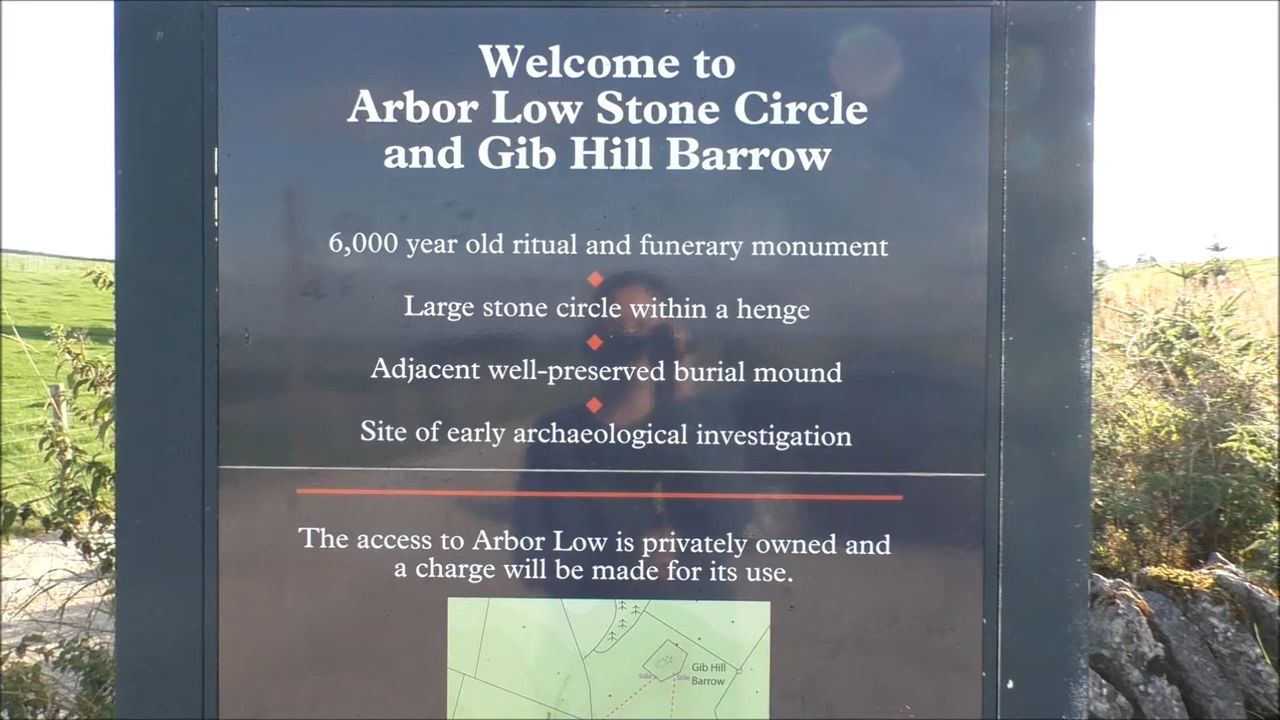 Welcome to
Arbor Low Stone Circle
and Gib Hill Barrow
6,000 year old ritual and funerary monument
Large stone circle within a henge
Adjacent well-preserved burial mound
Site of early archaeological investigation
The access to Arbor Low is privately owned and
a charge will be made for its use.
Gib Hill
Barrow
Stile
Stile